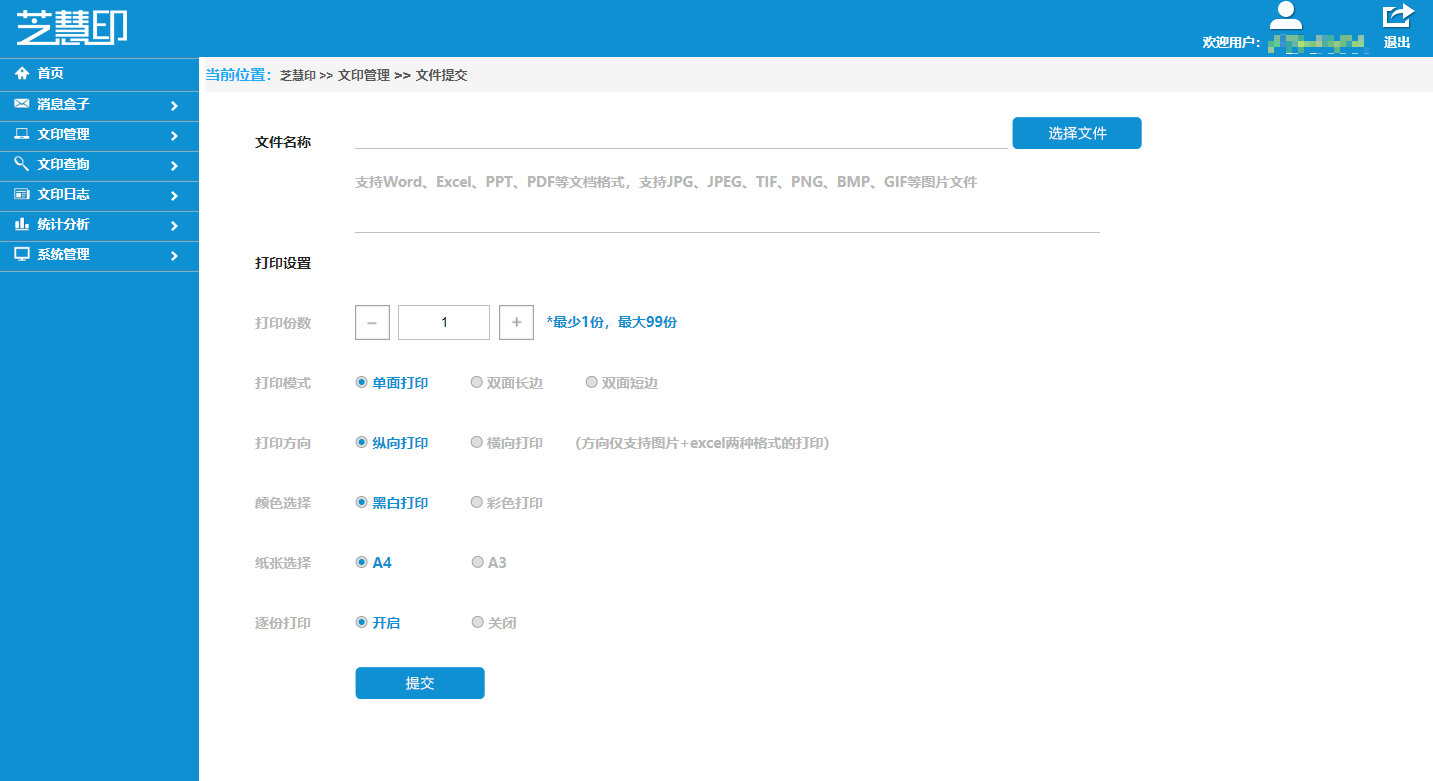 芝慧印
欢迎用户：
退出
首页
消息盒子
文印管理
文印查询
文印日志
统计分析
系统管理
当前位置：芝慧印 >> 文印管理 >> 文件提交
文件名称
选择文件
支持Word、Excel、PPT、PDF等文档格式，支持JPG、JPEG、TIF、PNG、BMP、GIF等图片文件
打印设置
打印份数 − 1 + *最少1份，最大99份
打印模式 单面打印 双面长边 双面短边
打印方向 纵向打印 横向打印 （方向仅支持图片+excel两种格式的打印）
颜色选择 黑白打印 彩色打印
纸张选择 A4 A3
逐份打印 开启 关闭
提交